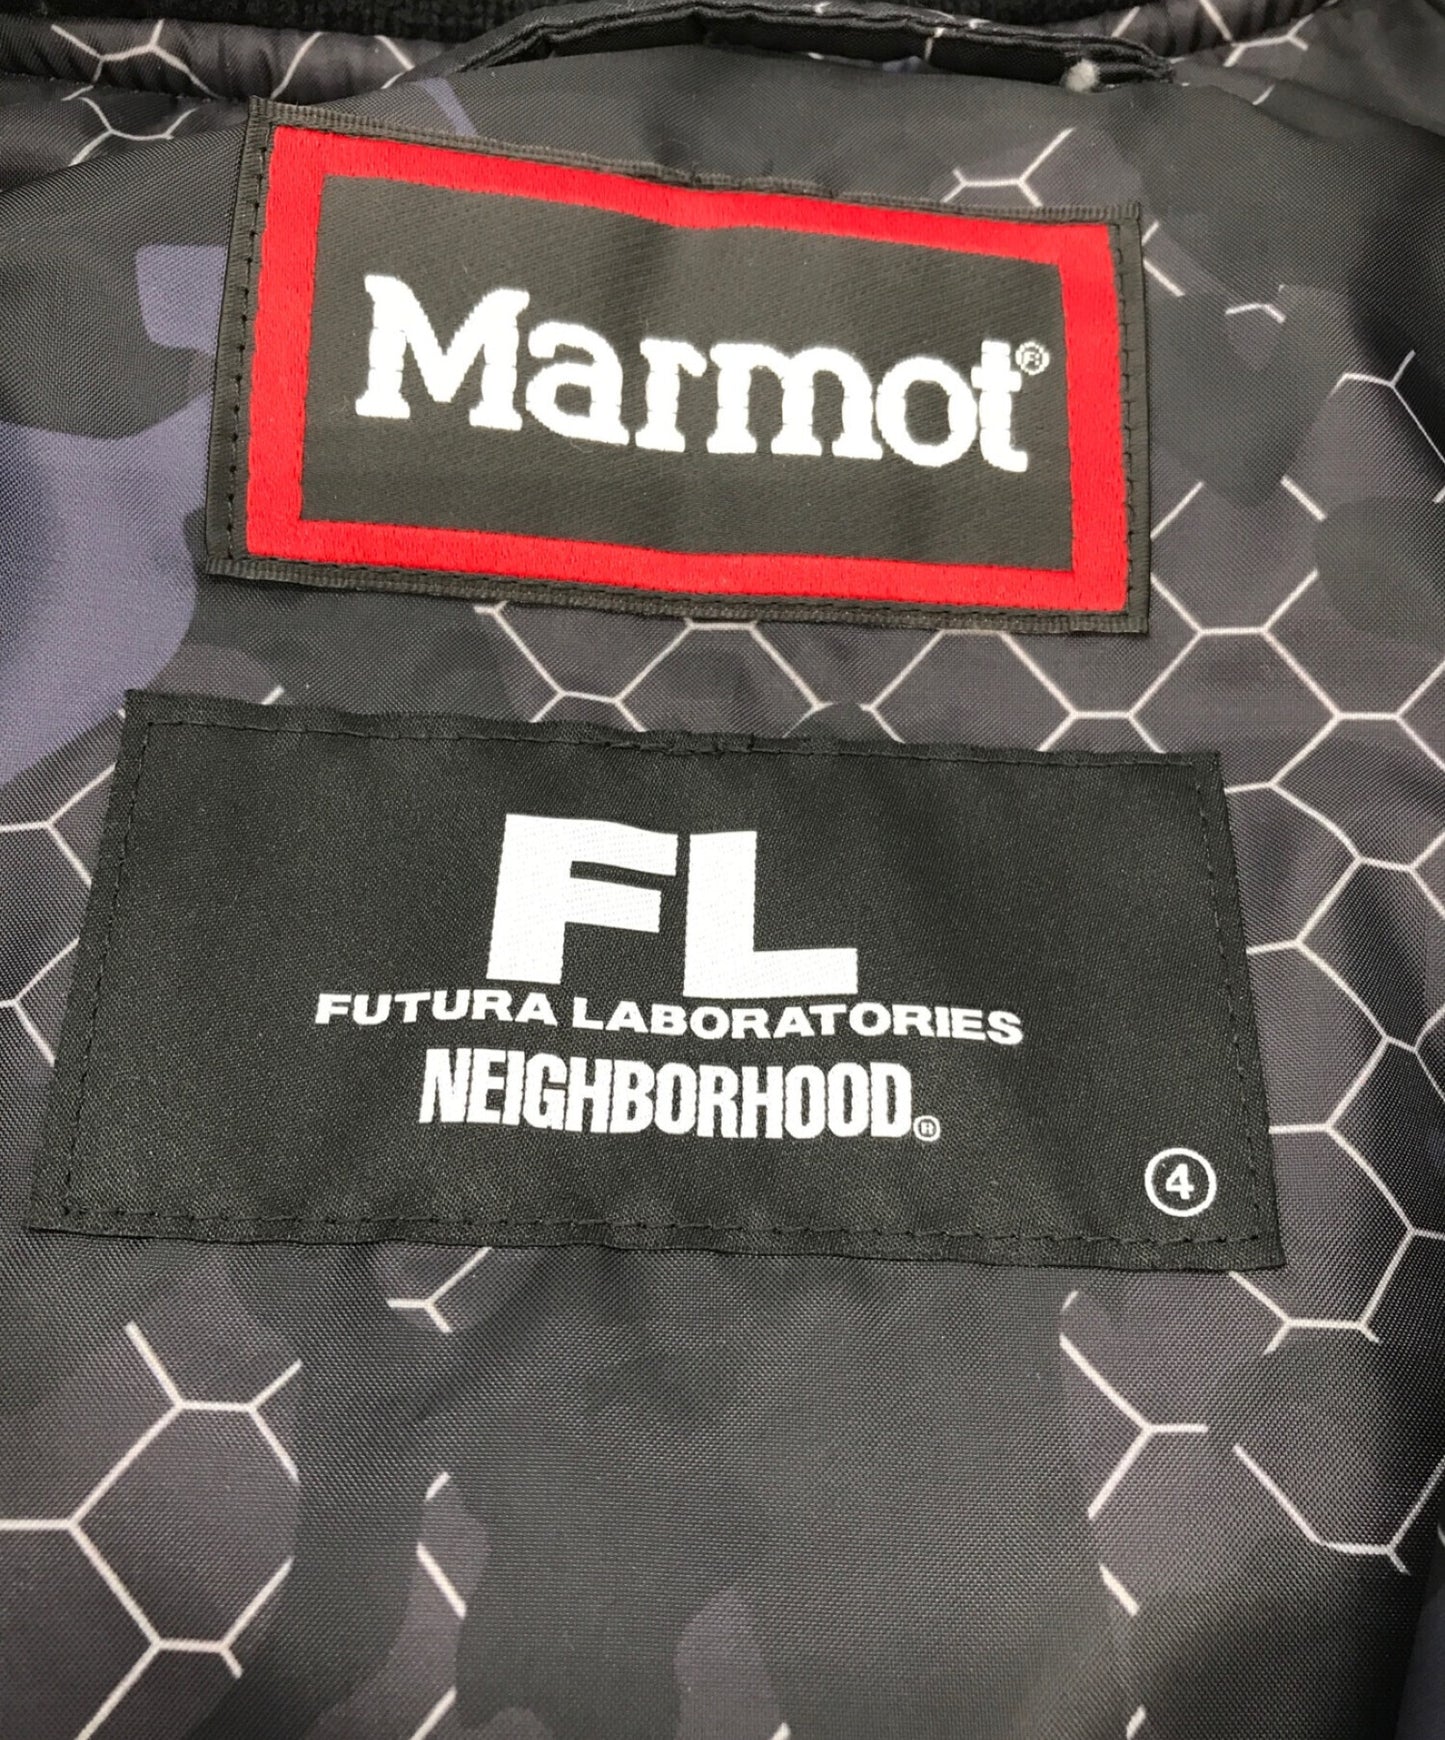 Marmot®
FL
FUTURA LABORATORIES
NEIGHBORHOOD®
4